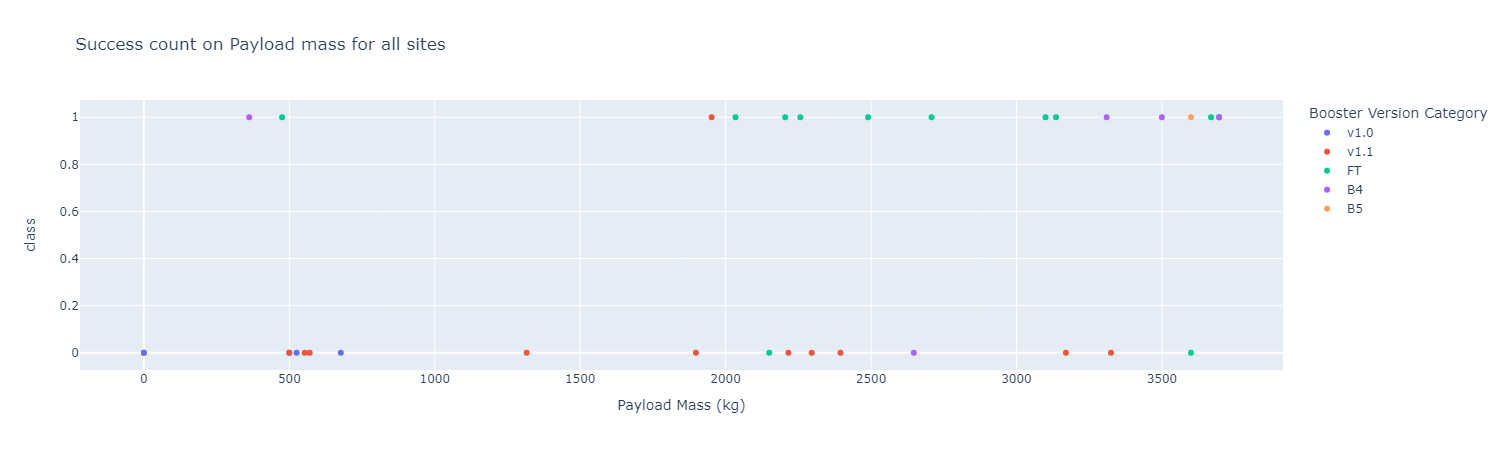 Success count on Payload mass for all sites
Booster Version Category
v1.0
v1.1
FT
B4
B5
class
1
0.8
0.6
0.4
0.2
0
0 500 1000 1500 2000 2500 3000 3500
Payload Mass (kg)